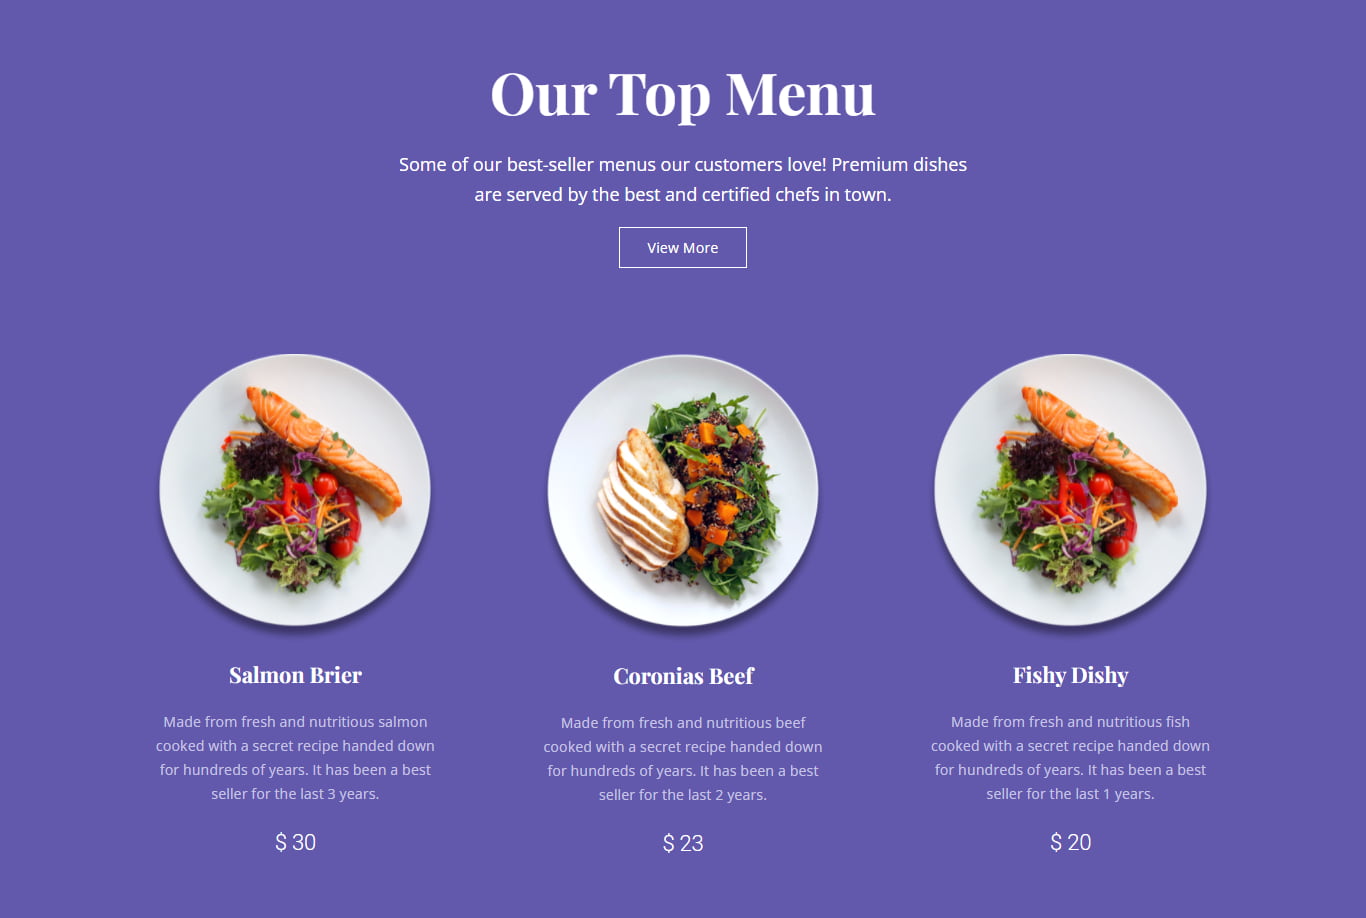 Our Top Menu
Some of our best-seller menus our customers love! Premium dishes
are served by the best and certified chefs in town.
View More
Salmon Brier
Made from fresh and nutritious salmon
cooked with a secret recipe handed down
for hundreds of years. It has been a best
seller for the last 3 years.
$ 30
Coronias Beef
Made from fresh and nutritious beef
cooked with a secret recipe handed down
for hundreds of years. It has been a best
seller for the last 2 years.
$ 23
Fishy Dishy
Made from fresh and nutritious fish
cooked with a secret recipe handed down
for hundreds of years. It has been a best
seller for the last 1 years.
$ 20